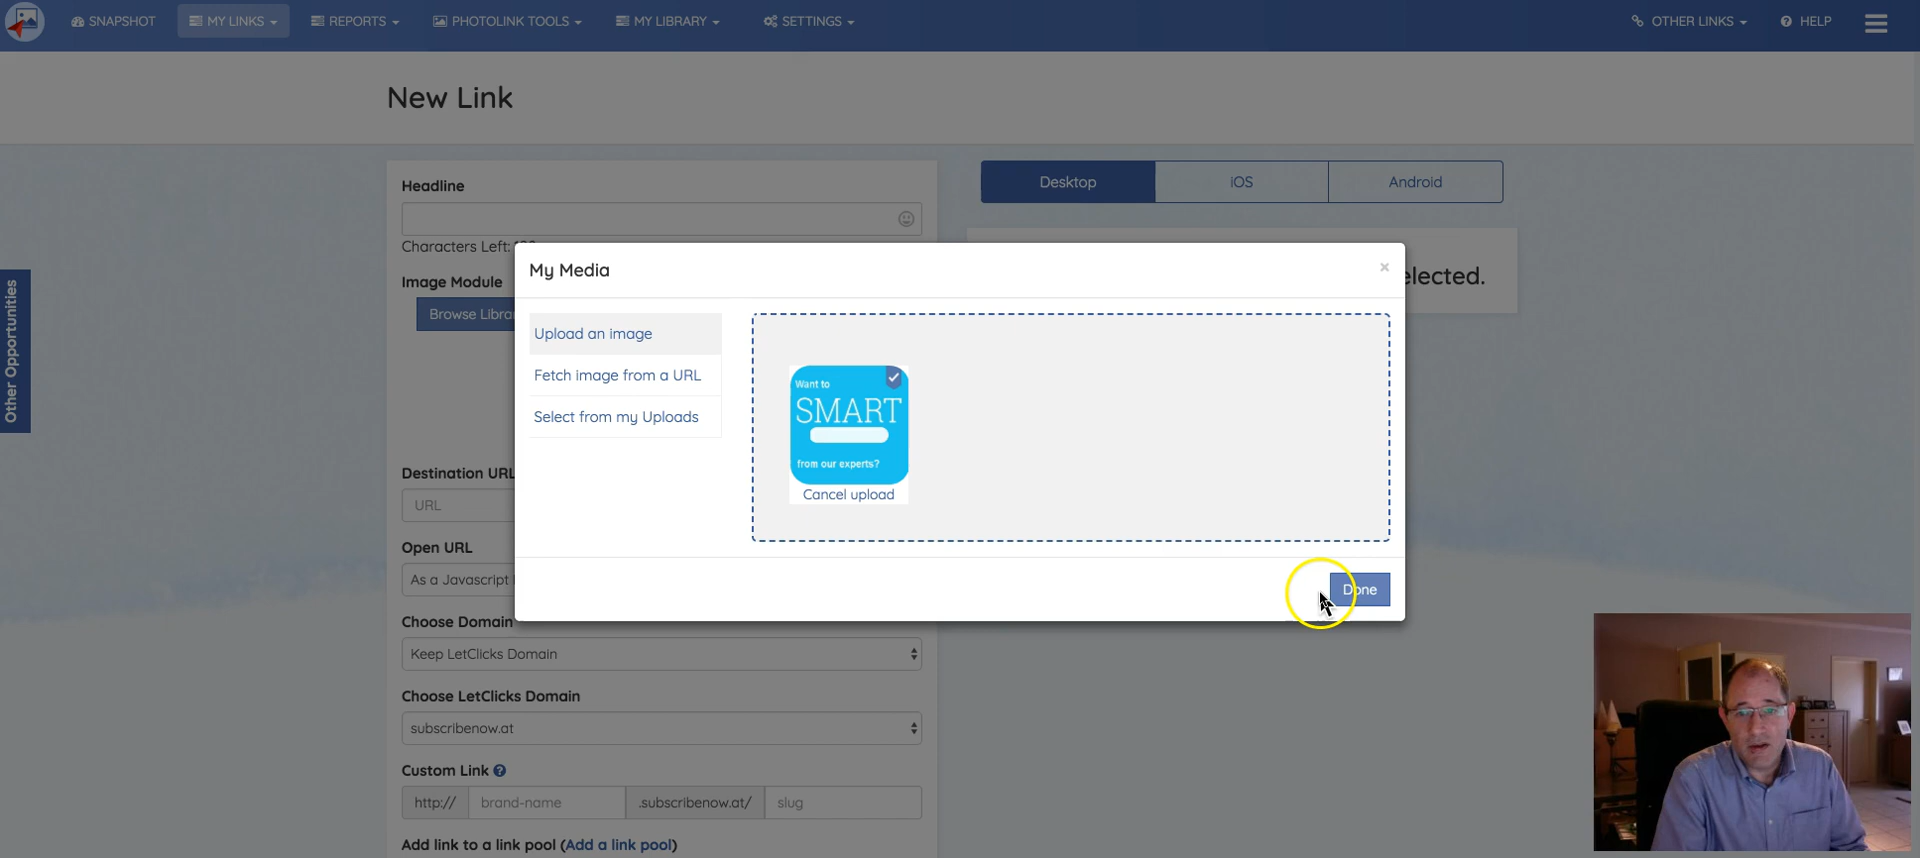 SNAPSHOT MY LINKS REPORTS PHOTOLINK TOOLS MY LIBRARY SETTINGS OTHER LINKS HELP
New Link
Headline
Desktop iOS Android
Characters Left:
Image Module
Browse Librar
Other Opportunities
My Media ×
elected.
Upload an image
Fetch image from a URL
Select from my Uploads
Want to
SMART
from our experts?
Cancel upload
Done
Destination URL
URL
Open URL
As a Javascript
Choose Domain
Keep LetClicks Domain
Choose LetClicks Domain
subscribenow.at
Custom Link
http:// brand-name .subscribenow.at/ slug
Add link to a link pool (Add a link pool)